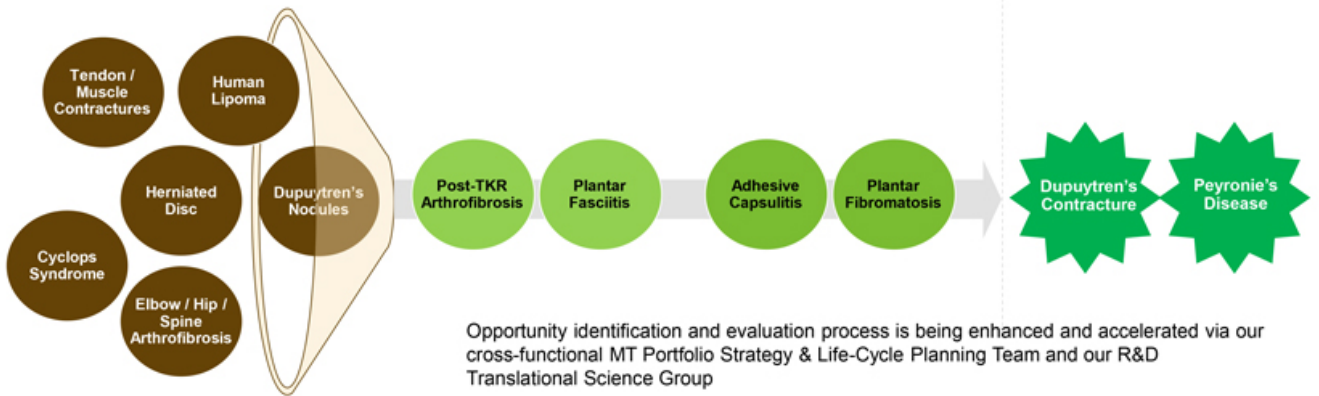 Tendon /
Muscle
Contractures
Human
Lipoma
Herniated
Disc
Dupuytren's
Nodules
Cyclops
Syndrome
Elbow / Hip /
Spine
Arthrofibrosis
Post-TKR
Arthrofibrosis
Plantar
Fasciitis
Adhesive
Capsulitis
Plantar
Fibromatosis
Dupuytren's
Contracture
Peyronie's
Disease
Opportunity identification and evaluation process is being enhanced and accelerated via our
cross-functional MT Portfolio Strategy & Life-Cycle Planning Team and our R&D
Translational Science Group